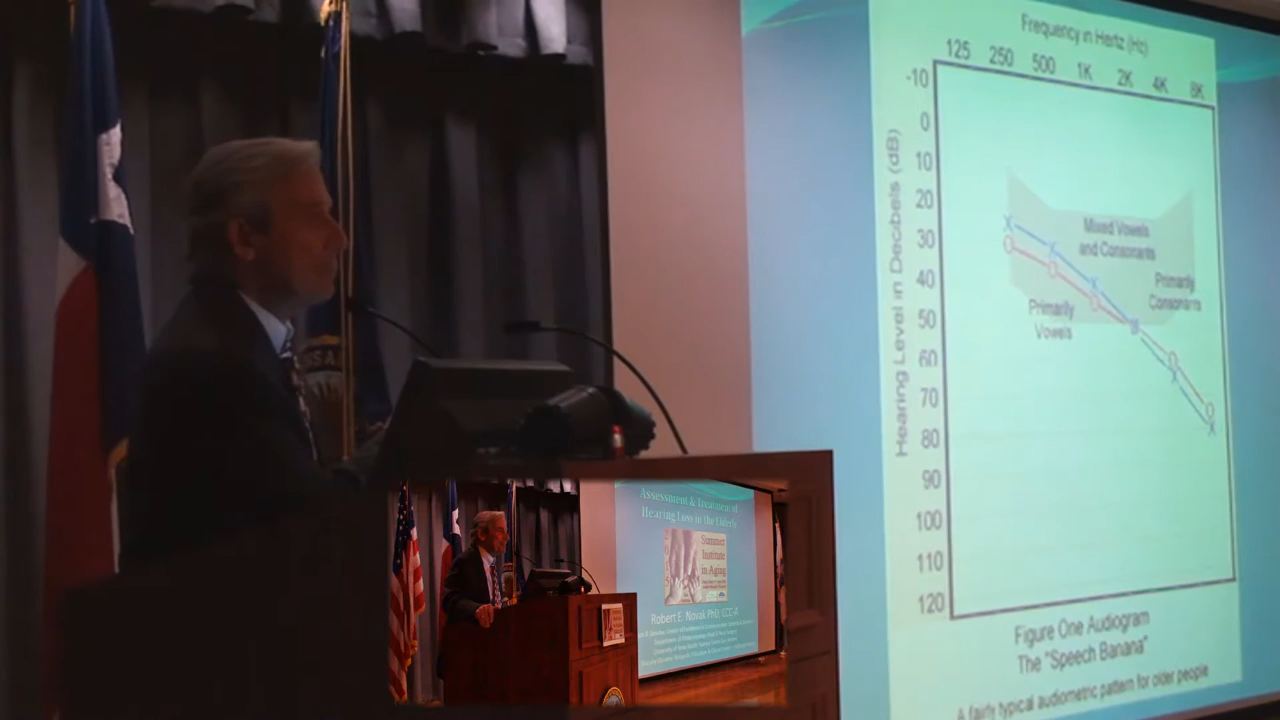 Frequency in Hertz (Hz)
125 250 500 1K 2K 4K 8K
Hearing Level in Decibels (dB)
-10
0
10
20
30
40
50
60
70
80
90
100
110
120
Mixed Vowels
and Consonants
Primarily
Vowels
Primarily
Consonants
Figure One Audiogram
The "Speech Banana"
A fairly typical audiometric pattern for older people
Assessment & Treatment of
Hearing Loss in the Elderly
Summer
Institute
in Aging
Robert E. Novak PhD, CCC-A